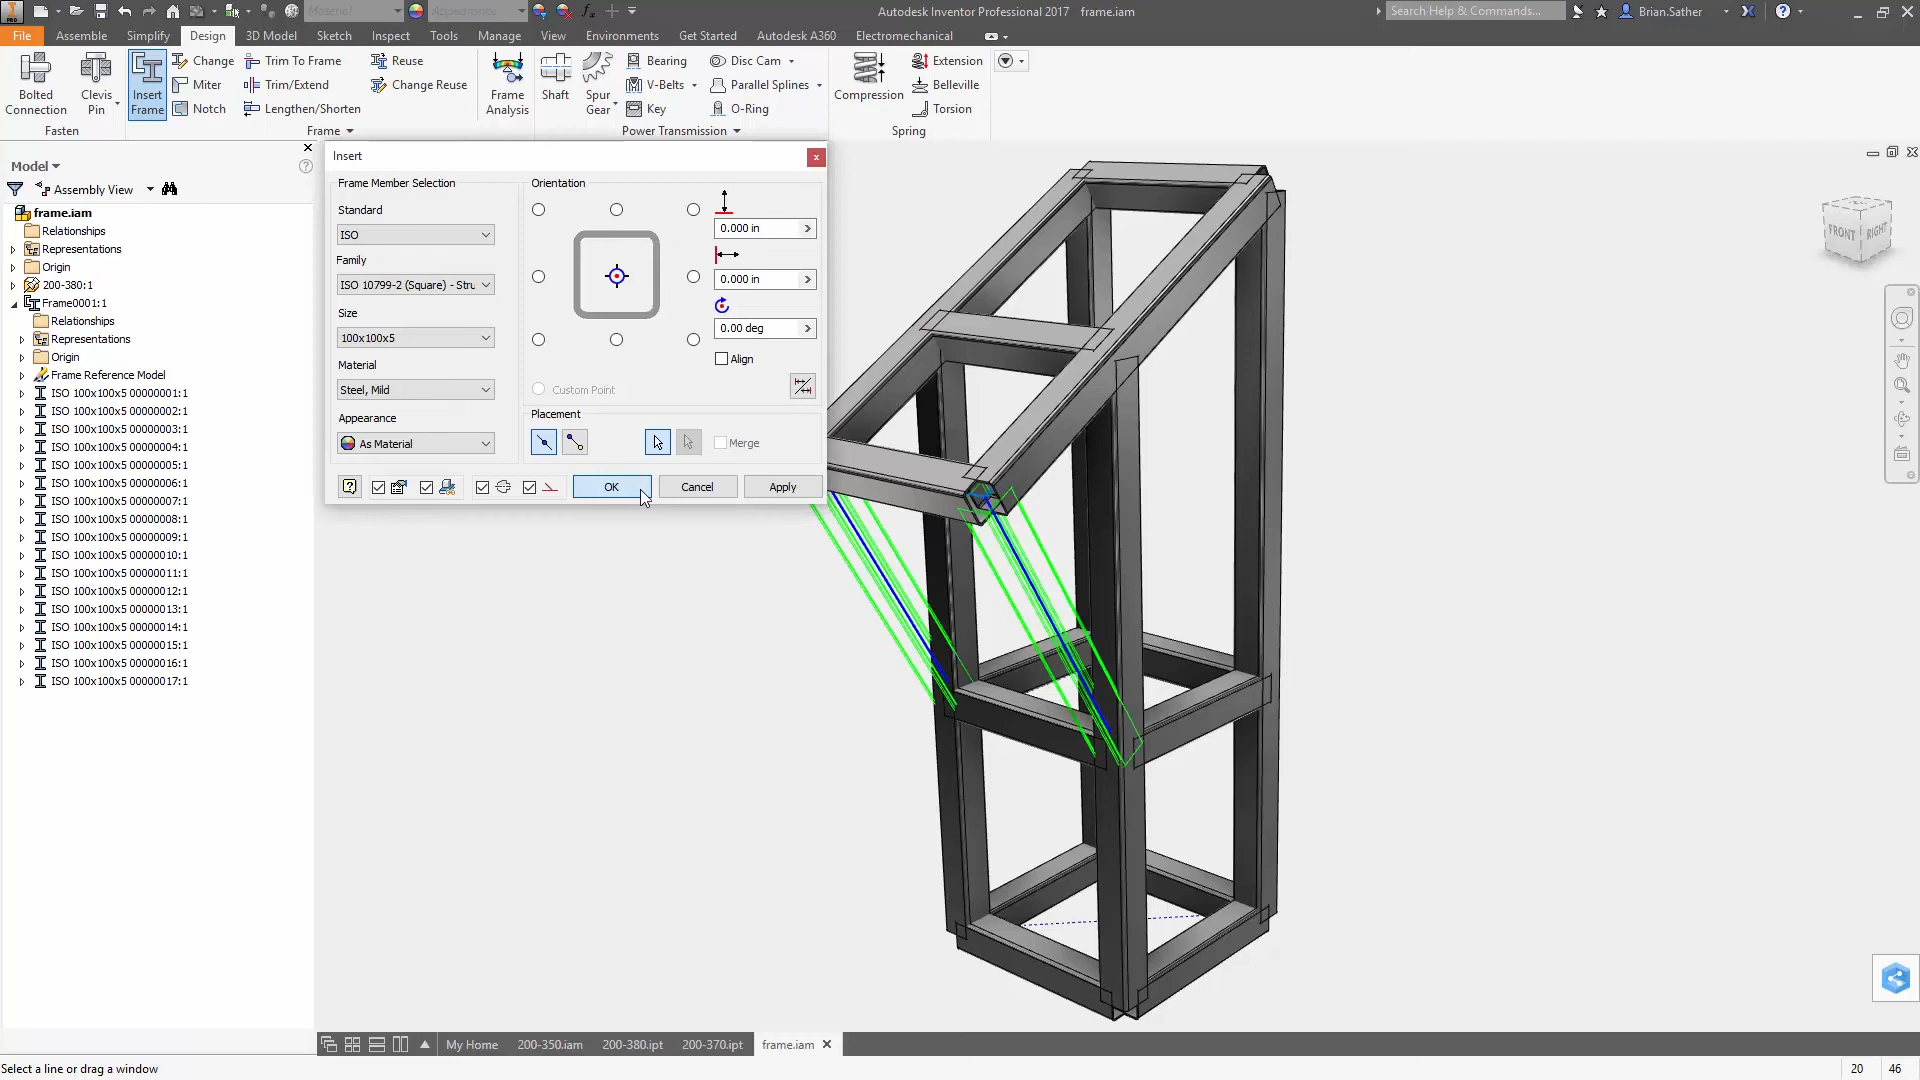 Material
Appearance
Autodesk Inventor Professional 2017 frame.iam
Search Help & Commands...
Brian.Sather
File Assembly Simplify Design 3D Model Sketch Inspect Tools Manage View Environments Get Started Autodesk A360 Electromechanical
Bolted Connection
Clevis Pin
Fasten
Insert Frame
Change
Miter
Notch
Trim To Frame
Trim/Extend
Lengthen/Shorten
Reuse
Change Reuse
Frame
Frame Analysis
Shaft
Spur Gear
Bearing
V-Belts
Key
Disc Cam
Parallel Splines
O-Ring
Power Transmission
Compression
Extension
Belleville
Torsion
Spring
Model
Assembly View
frame.iam
Relationships
Representations
Origin
200-380:1
Frame0001:1
Relationships
Representations
Origin
Frame Reference Model
ISO 100x100x5 00000001:1
ISO 100x100x5 00000002:1
ISO 100x100x5 00000003:1
ISO 100x100x5 00000004:1
ISO 100x100x5 00000005:1
ISO 100x100x5 00000006:1
ISO 100x100x5 00000007:1
ISO 100x100x5 00000008:1
ISO 100x100x5 00000009:1
ISO 100x100x5 00000010:1
ISO 100x100x5 00000011:1
ISO 100x100x5 00000012:1
ISO 100x100x5 00000013:1
ISO 100x100x5 00000014:1
ISO 100x100x5 00000015:1
ISO 100x100x5 00000016:1
ISO 100x100x5 00000017:1
Insert
Frame Member Selection
Standard
ISO
Family
ISO 10799-2 (Square) - Stru
Size
100x100x5
Material
Steel, Mild
Appearance
As Material
Orientation
0.000 in
0.000 in
0.00 deg
Align
Custom Point
Placement
Merge
OK
Cancel
Apply
FRONT
RIGHT
My Home 200-350.iam 200-380.ipt 200-370.ipt frame.iam
Select a line or drag a window
20 46